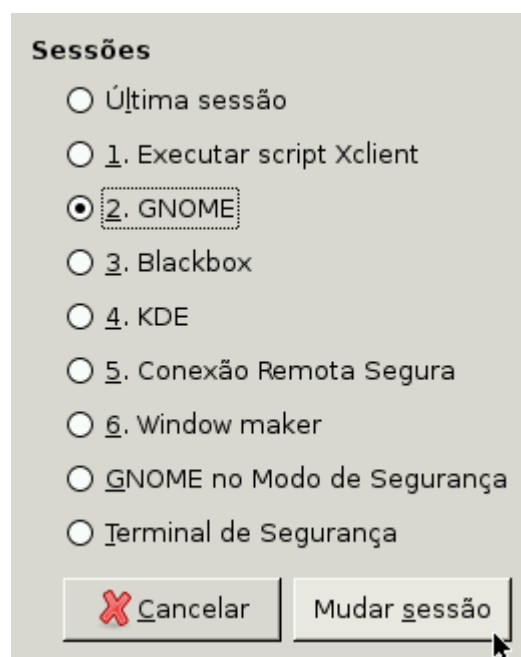 Sessões
Última sessão
1. Executar script Xclient
2. GNOME
3. Blackbox
4. KDE
5. Conexão Remota Segura
6. Window maker
GNOME no Modo de Segurança
Terminal de Segurança
Cancelar
Mudar sessão